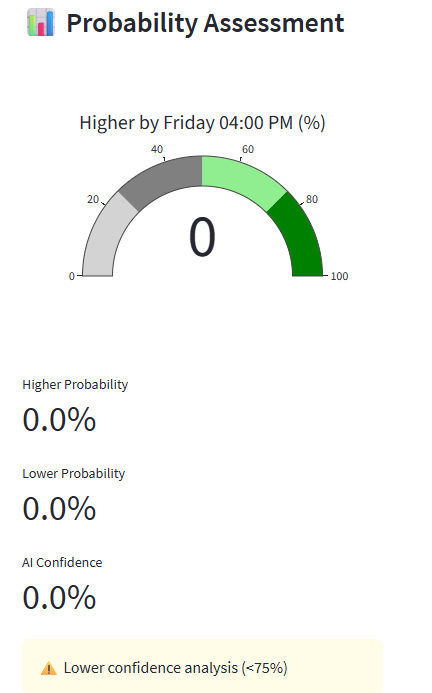 Probability Assessment
Higher by Friday 04:00 PM (%)
40
60
20
80
0
0
100
Higher Probability
0.0%
Lower Probability
0.0%
AI Confidence
0.0%
Lower confidence analysis (<75%)